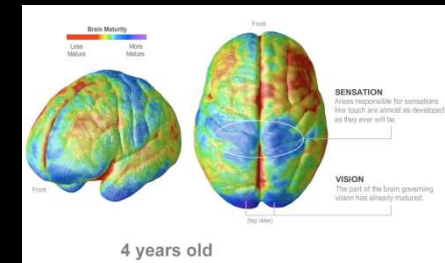 Brain Maturity
Less
Mature
More
Mature
Front
Front
SENSATION
Areas responsible for sensations
like touch are almost as developed
as they ever will be.
VISION
The part of the brain governing
vision has already matured.
(top view)
4 years old